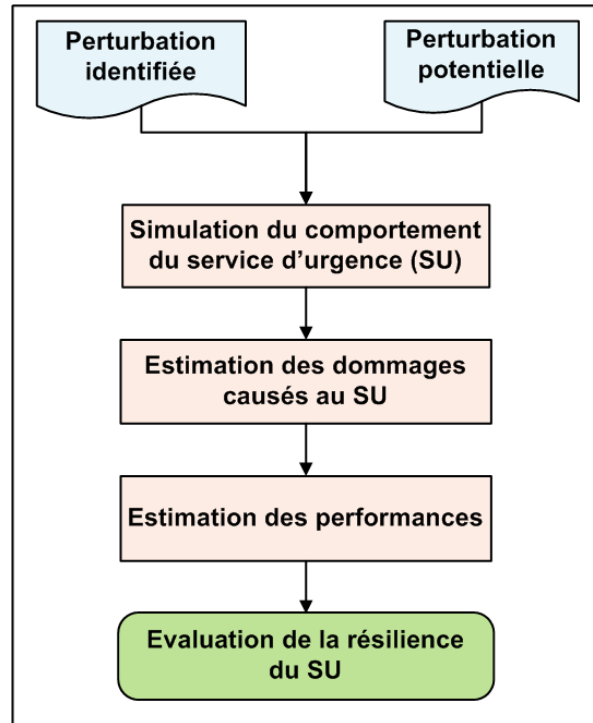 Perturbation
identifiée
Perturbation
potentielle
Simulation du comportement
du service d'urgence (SU)
Estimation des dommages
causés au SU
Estimation des performances
Evaluation de la résilience
du SU